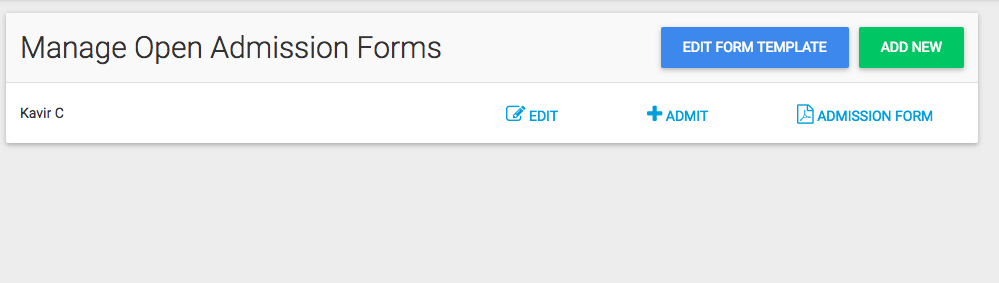 Manage Open Admission Forms
EDIT FORM TEMPLATE
ADD NEW
Kavir C
EDIT
ADMIT
ADMISSION FORM